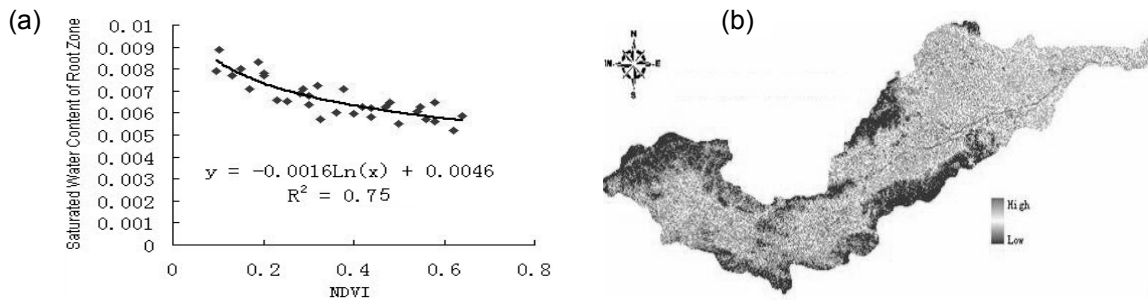 (a)
Saturated Water Content of Root Zone
0.01
0.009
0.008
0.007
0.006
0.005
0.004
0.003
0.002
0.001
0
y = -0.0016Ln(x) + 0.0046
R² = 0.75
0
0.2
0.4
0.6
0.8
NDVI
(b)
N
W
E
S
High
Low